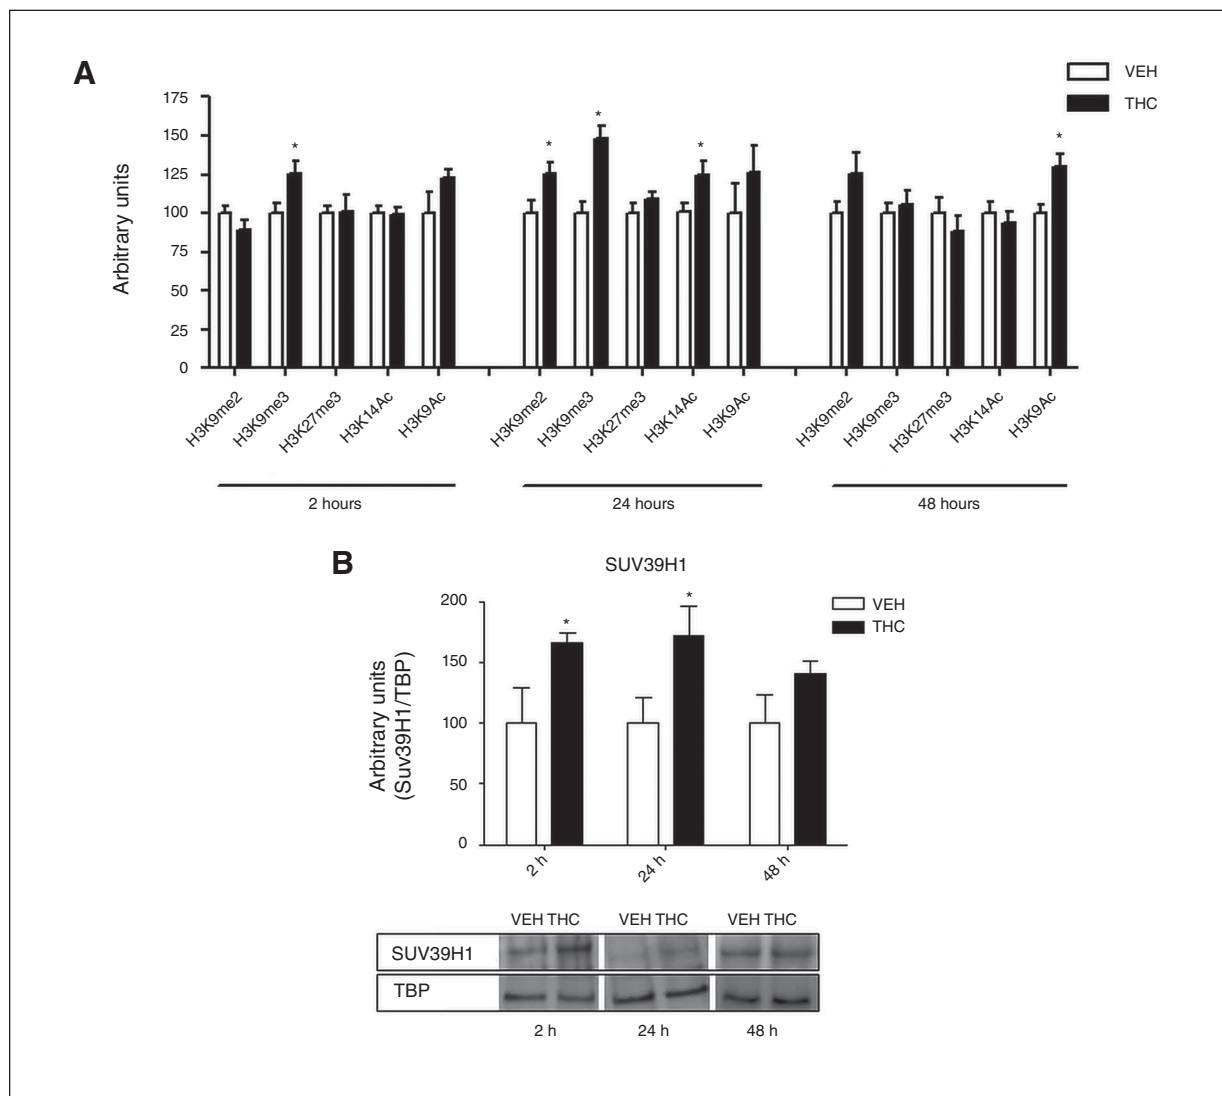 A
VEH
THC
Arbitrary units
175
150
125
100
75
50
25
0
* * * * *
H3K9me2 H3K9me3 H3K27me3 H3K14Ac H3K9Ac H3K9me2 H3K9me3 H3K27me3 H3K14Ac H3K9Ac H3K9me2 H3K9me3 H3K27me3 H3K14Ac H3K9Ac
2 hours 24 hours 48 hours
B
SUV39H1
VEH
THC
Arbitrary units
(Suv39H1/TBP)
200
150
100
50
0
* *
2 h 24 h 48 h
VEH THC VEH THC VEH THC
SUV39H1
TBP
2 h 24 h 48 h